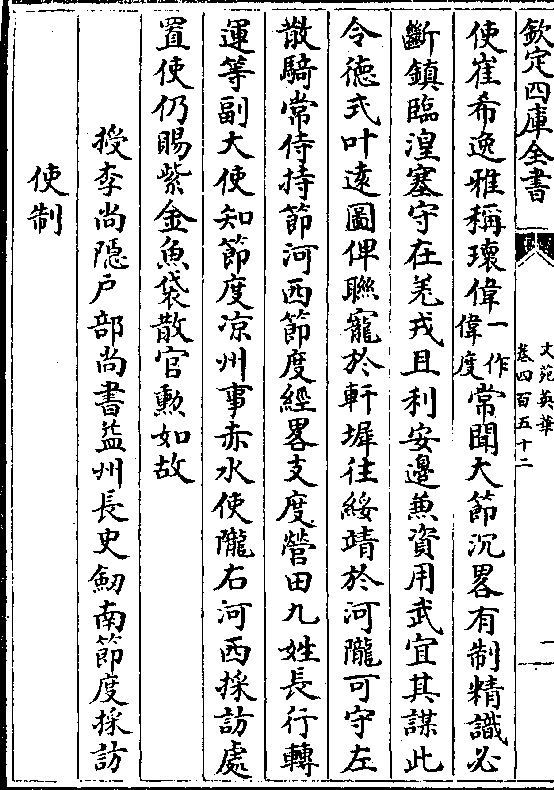 欽定四庫全書
文苑英華
卷四百五十二
一
使崔希逸雅稱瓌偉一作偉度常聞大節沉畧有制精識必
斷鎮臨湟塞守在羌戎且利安邊兼資用武宜其謀此
令徳式叶遠圖俾聯寵於軒墀往綏靖於河隴可守左
散騎常侍持節河西節度經畧支度營田九姓長行轉
運等副大使知節度凉州事赤水使隴右河西採訪處
置使仍賜紫金魚袋散官勲如故
授李尚隠户部尚書益州長史劒南節度採訪
使制